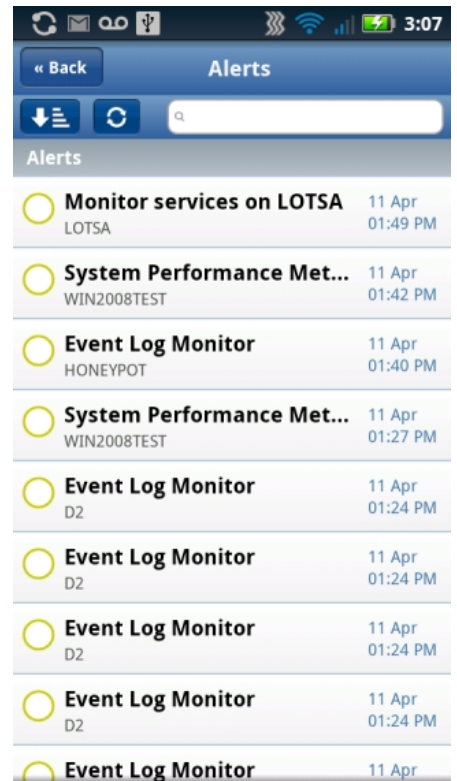 3:07
« Back
Alerts
Alerts
Monitor services on LOTSA
11 Apr
LOTSA
01:49 PM
System Performance Met...
11 Apr
WIN2008TEST
01:42 PM
Event Log Monitor
11 Apr
HONEYPOT
01:40 PM
System Performance Met...
11 Apr
WIN2008TEST
01:27 PM
Event Log Monitor
11 Apr
D2
01:24 PM
Event Log Monitor
11 Apr
D2
01:24 PM
Event Log Monitor
11 Apr
D2
01:24 PM
Event Log Monitor
11 Apr
D2
01:24 PM
Event Log Monitor
11 Apr